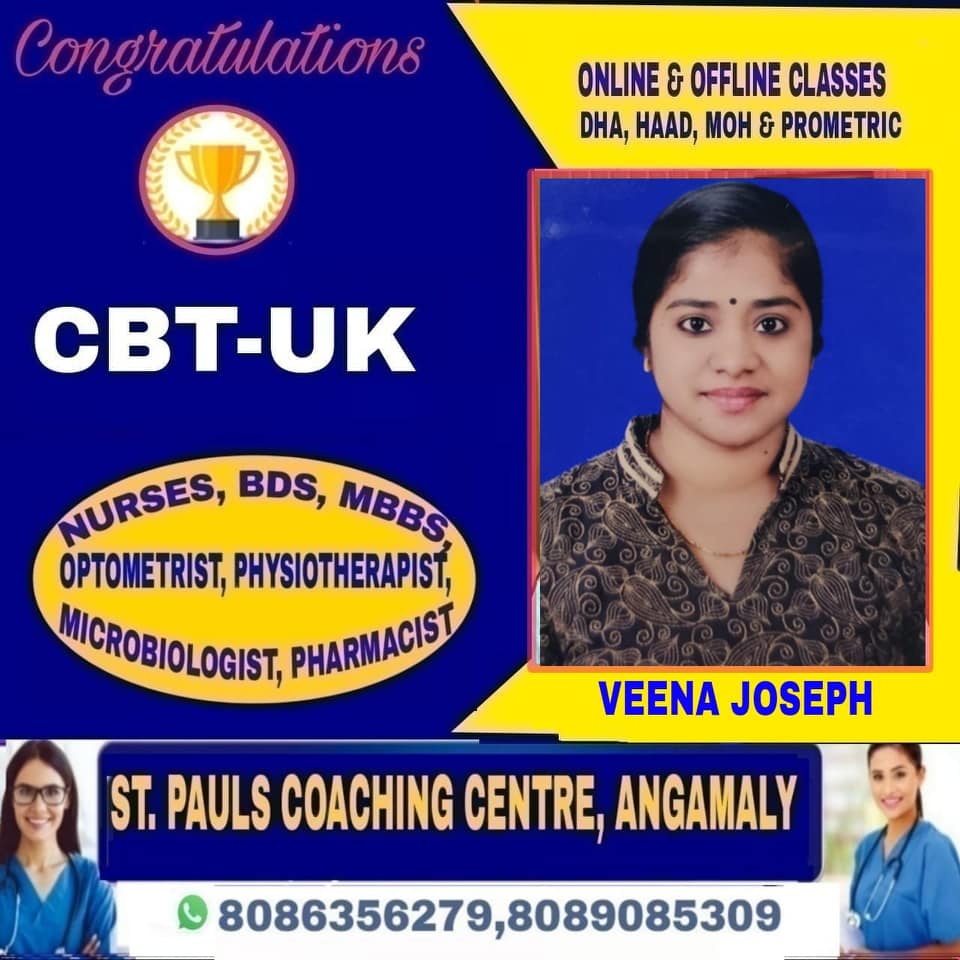 Congratulations
ONLINE & OFFLINE CLASSES
DHA, HAAD, MOH & PROMETRIC
CBT-UK
NURSES, BDS, MBBS,
OPTOMETRIST, PHYSIOTHERAPIST,
MICROBIOLOGIST, PHARMACIST
VEENA JOSEPH
ST. PAULS COACHING CENTRE, ANGAMALY
8086356279,8089085309